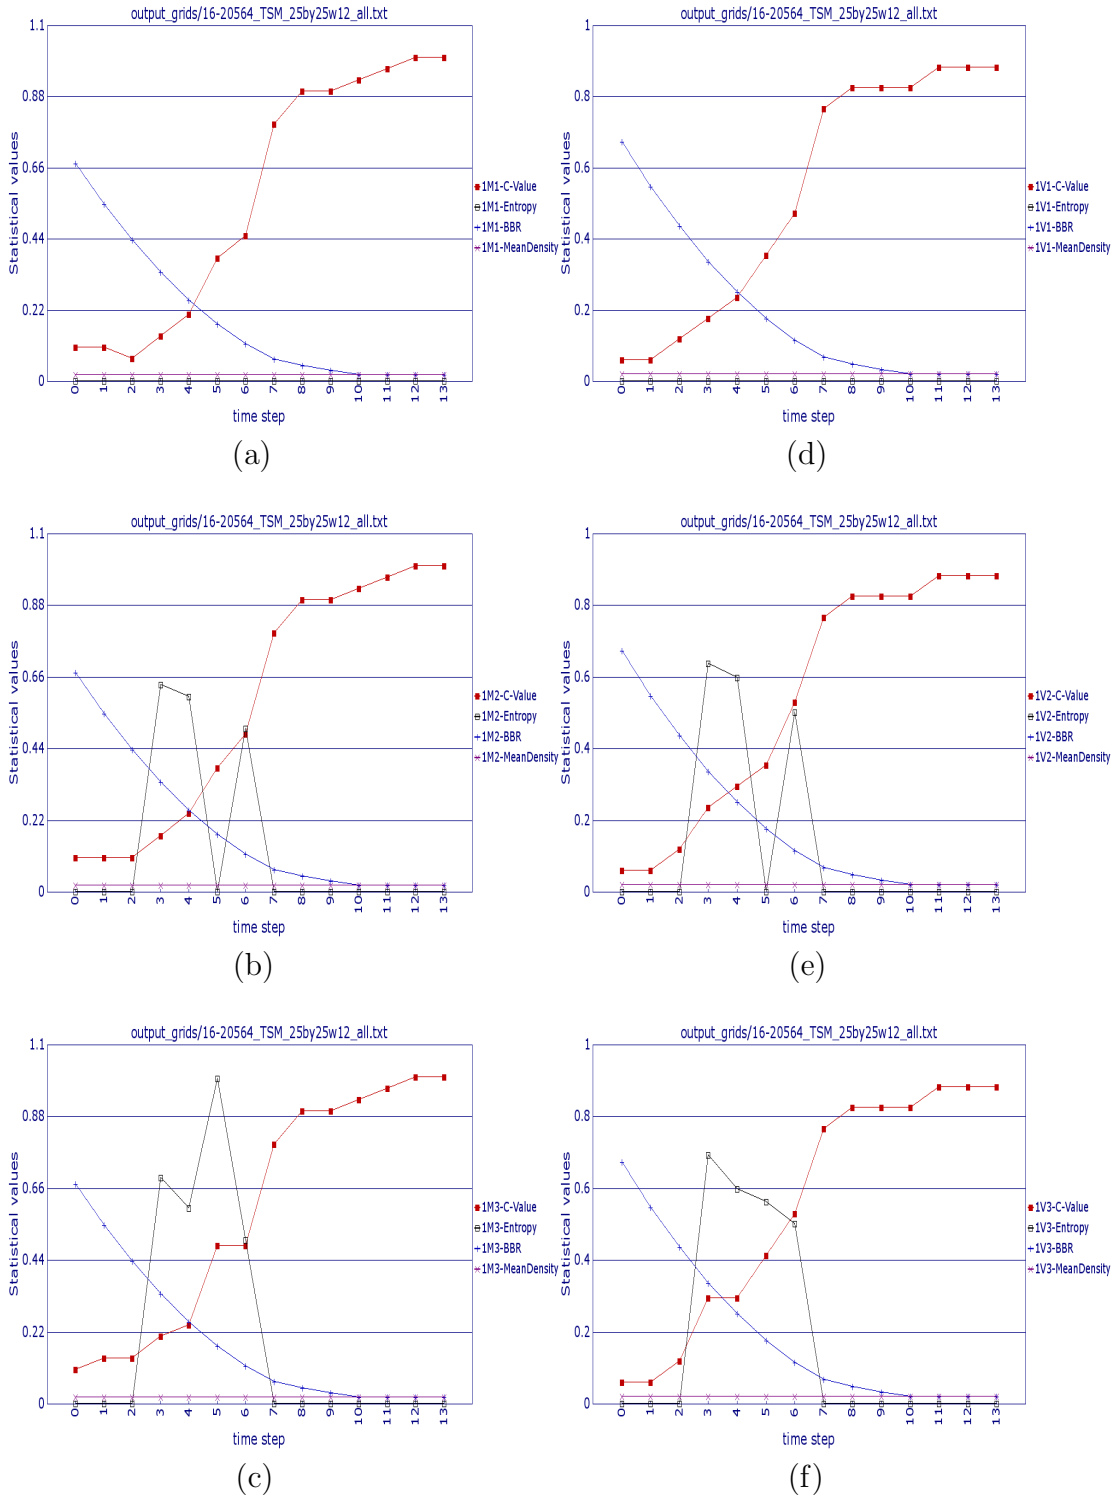 output_grids/16-20564_TSM_25by25w12_all.txt
1.1
0.88
0.66
0.44
0.22
0
Statistical values
0 1 2 3 4 5 6 7 8 9 10 11 12 13
time step
1M1-C-Value
1M1-Entropy
1M1-BBR
1M1-MeanDensity
(a)
output_grids/16-20564_TSM_25by25w12_all.txt
1
0.8
0.6
0.4
0.2
0
Statistical values
0 1 2 3 4 5 6 7 8 9 10 11 12 13
time step
1V1-C-Value
1V1-Entropy
1V1-BBR
1V1-MeanDensity
(d)
output_grids/16-20564_TSM_25by25w12_all.txt
1.1
0.88
0.66
0.44
0.22
0
Statistical values
0 1 2 3 4 5 6 7 8 9 10 11 12 13
time step
1M2-C-Value
1M2-Entropy
1M2-BBR
1M2-MeanDensity
(b)
output_grids/16-20564_TSM_25by25w12_all.txt
1
0.8
0.6
0.4
0.2
0
Statistical values
0 1 2 3 4 5 6 7 8 9 10 11 12 13
time step
1V2-C-Value
1V2-Entropy
1V2-BBR
1V2-MeanDensity
(e)
output_grids/16-20564_TSM_25by25w12_all.txt
1.1
0.88
0.66
0.44
0.22
0
Statistical values
0 1 2 3 4 5 6 7 8 9 10 11 12 13
time step
1M3-C-Value
1M3-Entropy
1M3-BBR
1M3-MeanDensity
(c)
output_grids/16-20564_TSM_25by25w12_all.txt
1
0.8
0.6
0.4
0.2
0
Statistical values
0 1 2 3 4 5 6 7 8 9 10 11 12 13
time step
1V3-C-Value
1V3-Entropy
1V3-BBR
1V3-MeanDensity
(f)